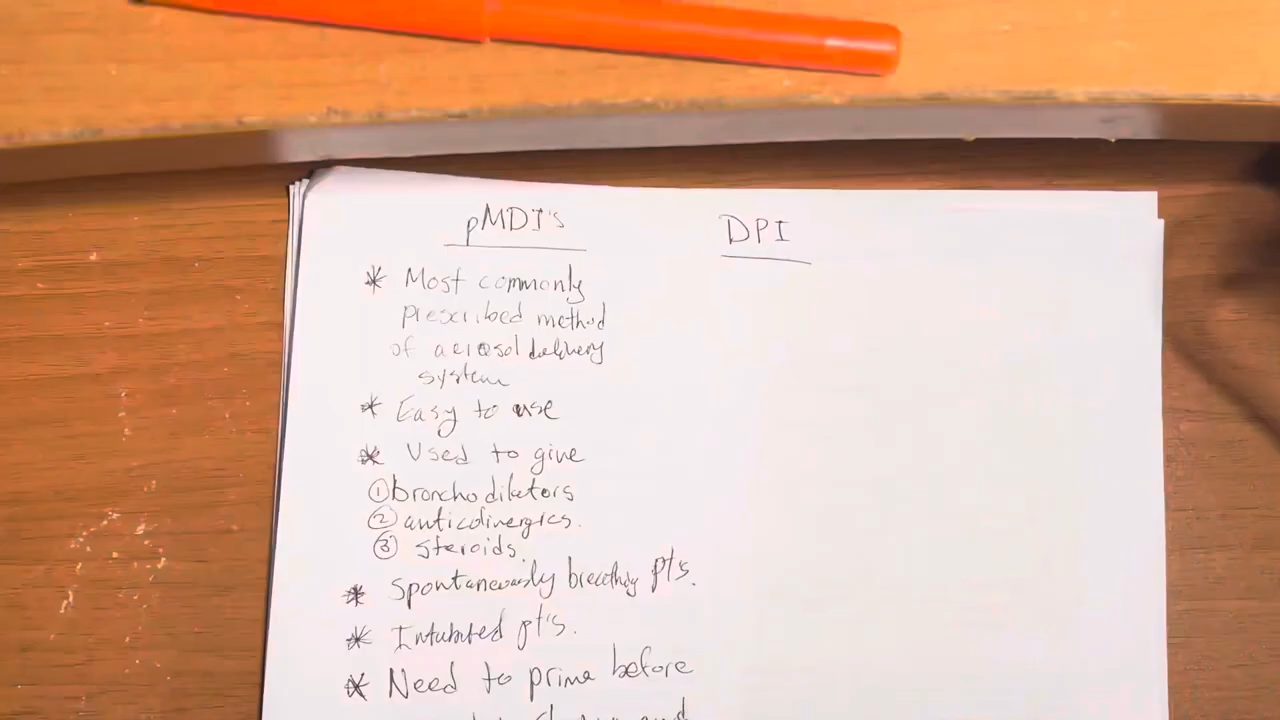 pMDI's
DPI
* Most commonly
prescribed method
of aerosol delivery
system
* Easy to use
* Used to give
① bronchodilators
② anticolinergics.
③ steroids.
* Spontaneously breathing pt's.
* Intubated pt's.
* Need to prime before
and